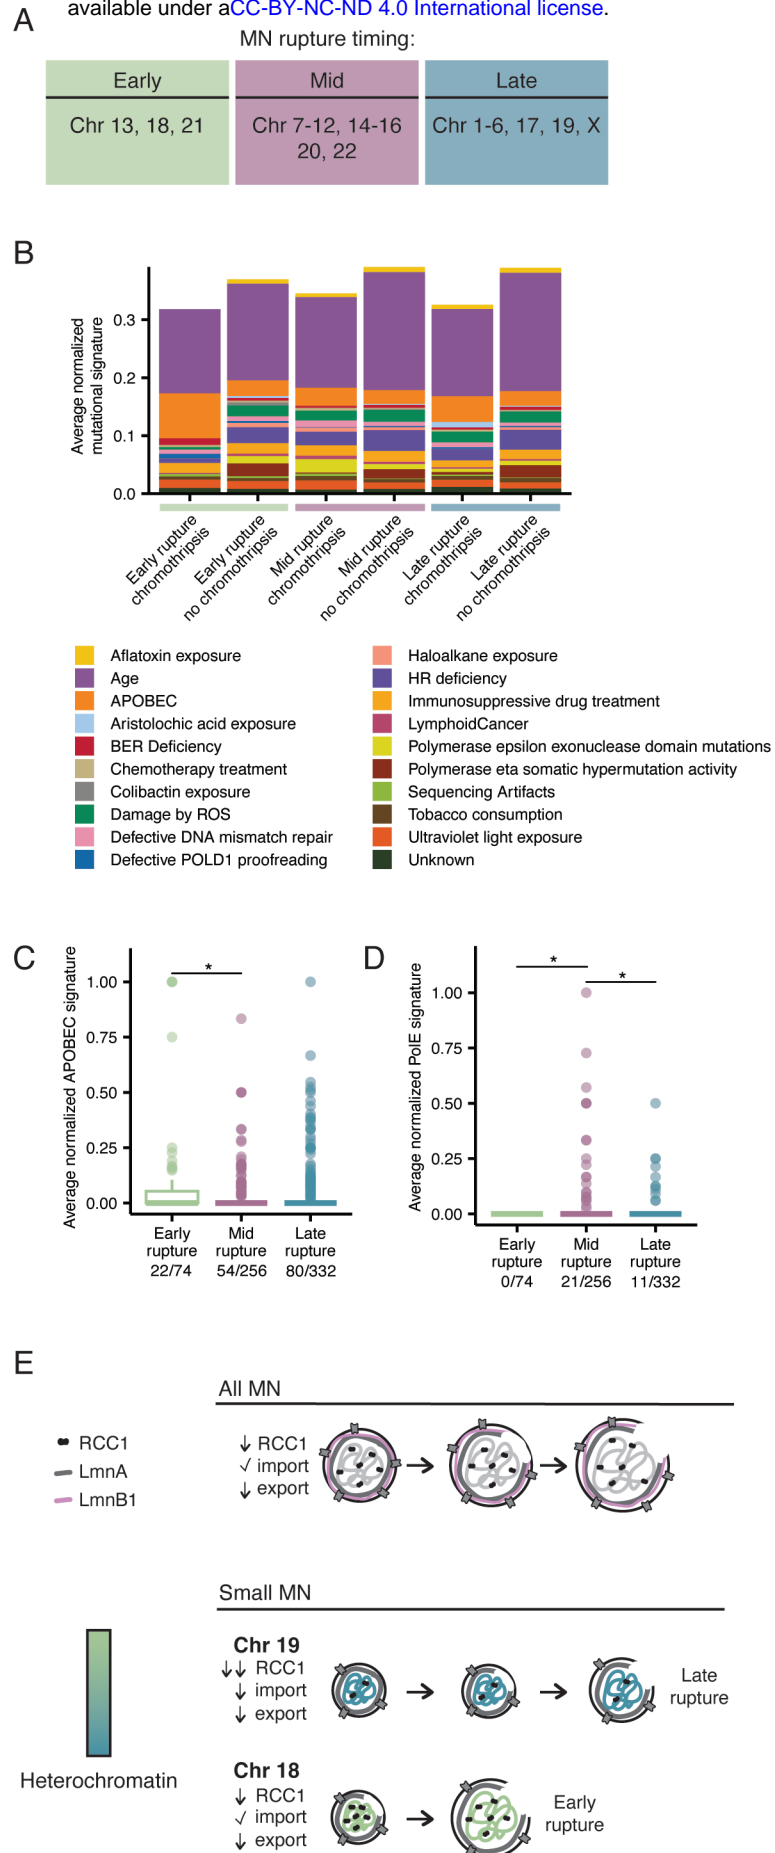 available under aCC-BY-NC-ND 4.0 International license.
A
MN rupture timing:
Early
Mid
Late
Chr 13, 18, 21
Chr 7-12, 14-16
20, 22
Chr 1-6, 17, 19, X
B
Average normalized
mutational signature
0.3
0.2
0.1
0.0
Early rupture
chromothripsis
Early rupture
no chromothripsis
Mid rupture
chromothripsis
Mid rupture
no chromothripsis
Late rupture
chromothripsis
Late rupture
no chromothripsis
Aflatoxin exposure
Age
APOBEC
Aristolochic acid exposure
BER Deficiency
Chemotherapy treatment
Colibactin exposure
Damage by ROS
Defective DNA mismatch repair
Defective POLD1 proofreading
Haloalkane exposure
HR deficiency
Immunosuppressive drug treatment
LymphoidCancer
Polymerase epsilon exonuclease domain mutations
Polymerase eta somatic hypermutation activity
Sequencing Artifacts
Tobacco consumption
Ultraviolet light exposure
Unknown
C
Average normalized APOBEC signature
1.00
0.75
0.50
0.25
0.00
*
Early
rupture
22/74
Mid
rupture
54/256
Late
rupture
80/332
D
Average normalized PolE signature
1.00
0.75
0.50
0.25
0.00
*
*
Early
rupture
0/74
Mid
rupture
21/256
Late
rupture
11/332
E
All MN
RCC1
LmnA
LmnB1
↓ RCC1
✓ import
↓ export
Small MN
Heterochromatin
Chr 19
↓↓ RCC1
↓ import
↓ export
Late
rupture
Chr 18
↓ RCC1
✓ import
↓ export
Early
rupture